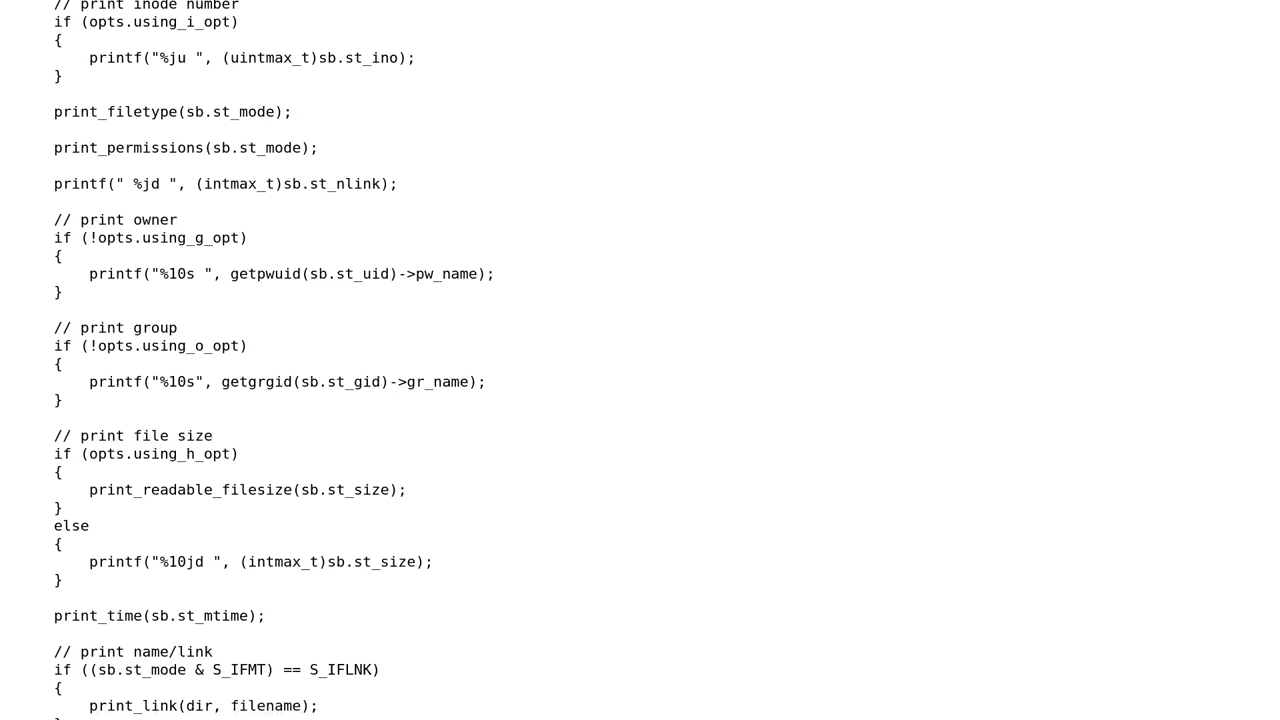 // print inode number
if (opts.using_i_opt)
{
    printf("%ju ", (uintmax_t)sb.st_ino);
}

print_filetype(sb.st_mode);

print_permissions(sb.st_mode);

printf(" %jd ", (intmax_t)sb.st_nlink);

// print owner
if (!opts.using_g_opt)
{
    printf("%10s ", getpwuid(sb.st_uid)->pw_name);
}

// print group
if (!opts.using_o_opt)
{
    printf("%10s", getgrgid(sb.st_gid)->gr_name);
}

// print file size
if (opts.using_h_opt)
{
    print_readable_filesize(sb.st_size);
}
else
{
    printf("%10jd ", (intmax_t)sb.st_size);
}

print_time(sb.st_mtime);

// print name/link
if ((sb.st_mode & S_IFMT) == S_IFLNK)
{
    print_link(dir, filename);
}